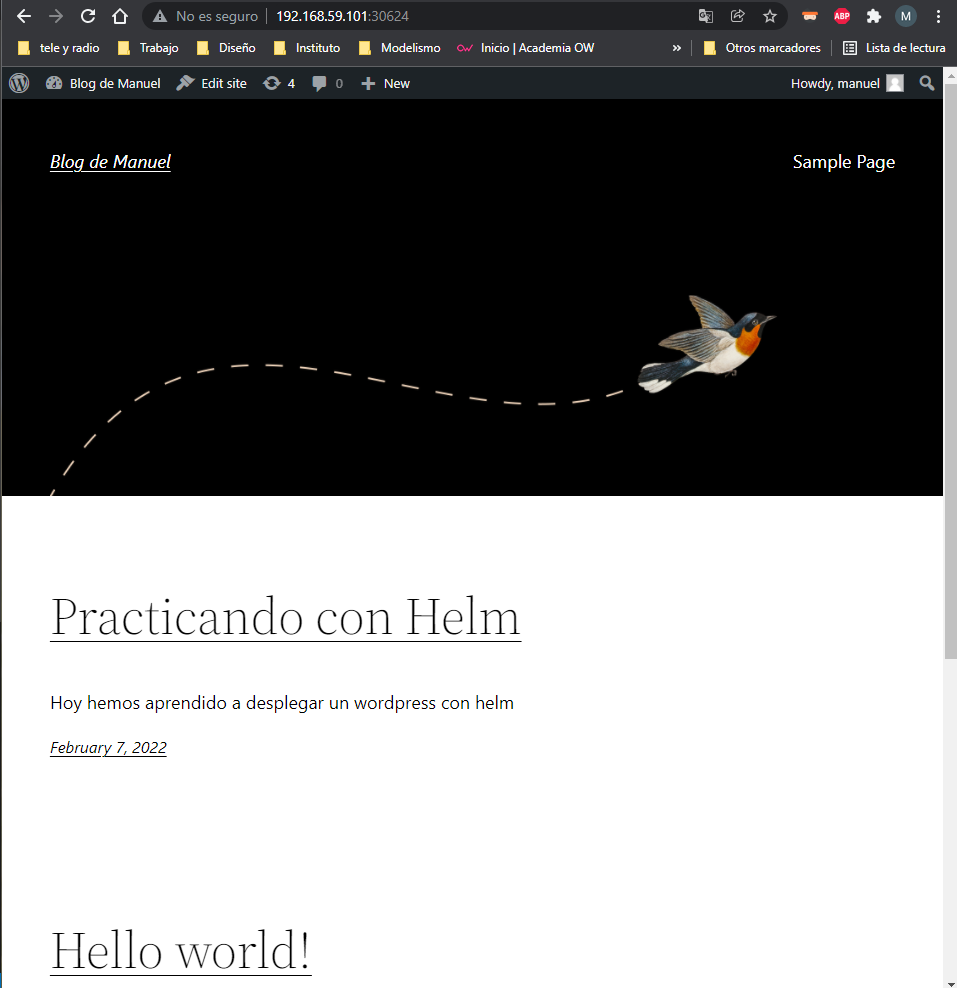 No es seguro 192.168.59.101:30624 M
tele y radio Trabajo Diseño Instituto Modelismo Inicio | Academia OW » Otros marcadores Lista de lectura
Blog de Manuel Edit site 4 0 New Howdy, manuel
Blog de Manuel Sample Page
Practicando con Helm
Hoy hemos aprendido a desplegar un wordpress con helm
February 7, 2022
Hello world!
ABP